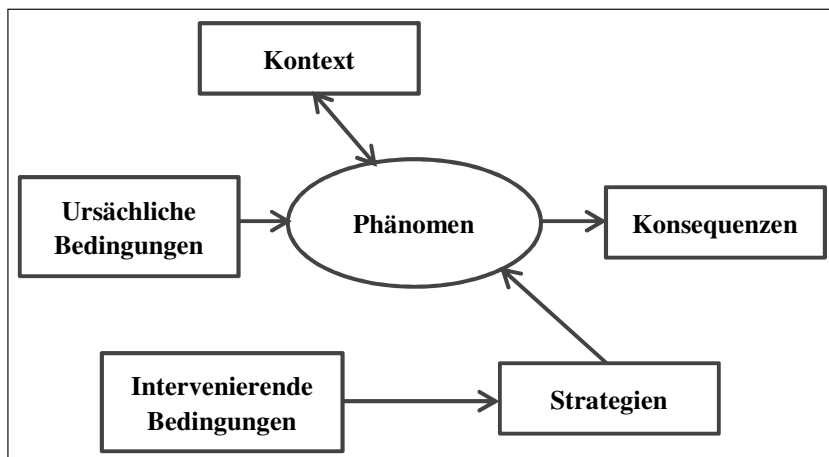 Kontext
Ursächliche
Bedingungen
Phänomen
Konsequenzen
Intervenierende
Bedingungen
Strategien